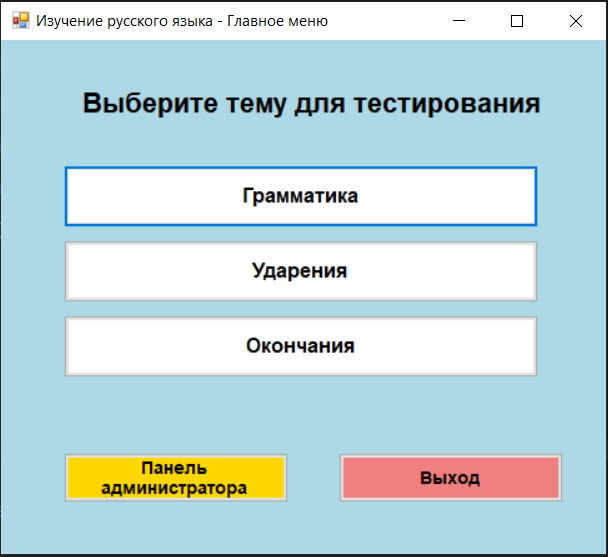 Изучение русского языка - Главное меню
Выберите тему для тестирования
Грамматика
Ударения
Окончания
Панель
администратора
Выход